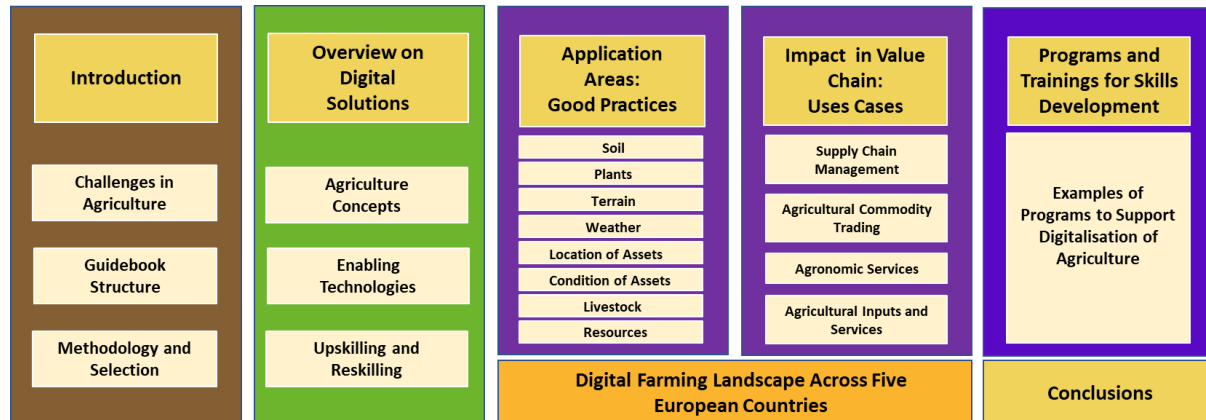 Introduction
Challenges in
Agriculture
Guidebook
Structure
Methodology and
Selection
Overview on
Digital
Solutions
Agriculture
Concepts
Enabling
Technologies
Upskilling and
Reskilling
Application
Areas:
Good Practices
Soil
Plants
Terrain
Weather
Location of Assets
Condition of Assets
Livestock
Resources
Impact in Value
Chain:
Uses Cases
Supply Chain
Management
Agricultural Commodity
Trading
Agronomic Services
Agricultural Inputs and
Services
Digital Farming Landscape Across Five
European Countries
Programs and
Trainings for Skills
Development
Examples of
Programs to Support
Digitalisation of
Agriculture
Conclusions